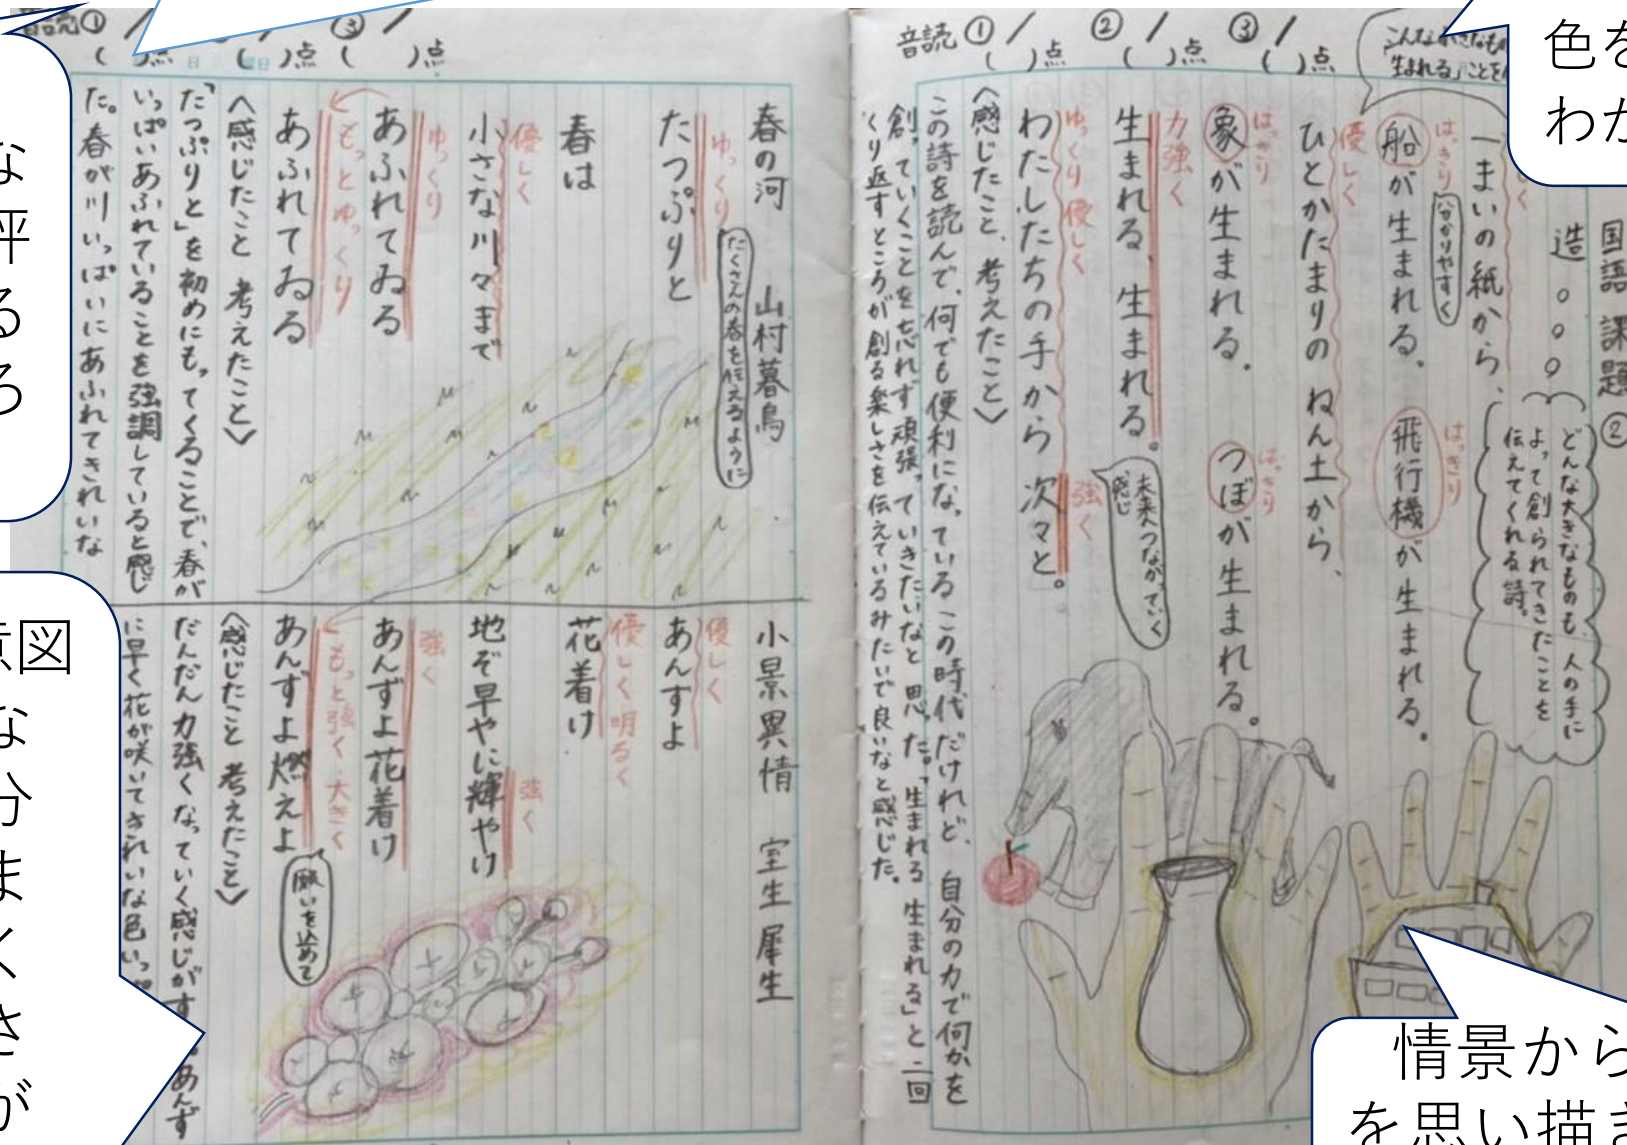 国語 課題②
造
一まいの紙から、
船が生まれる、 飛行機が生まれる。
ひとかたまりの ねん土から、
象が生まれる。 つぼが生まれる。
生まれる、生まれる。
わたしたちの手から 次々と。
〈感じたこと、考えたこと〉
この詩を読んで、何でも便利になっている この時代だけれど、自分の力で何かを
創っていくことを忘れず頑張っていきたいなと思った。「生まれる 生まれる」と二回
くり返すところが創る楽しさを伝えているみたいで良いなと感じた。
どんな大きなものも、人の手に
よって創られてきたことを
伝えてくれる詩。
はっきり
分かりやすく
はっきり
優しく
はっきり
はっきり
力強く
ゆっくり優しく
強く
未来へつながっていく
感じ
音読 ① / ( )点 ② / ( )点 ③ / ( )点
音読① / ( )点 / ( )点 ③ / ( )点
春の河 山村暮鳥
たっぷりと
春は
小さな川々まで
あふれてゐる
あふれてゐる
ゆっくり
たくさんの春を伝えるように
優しく
ゆっくり
もっとゆっくり
〈感じたこと 考えたこと〉
「たっぷりと」を初めにもってくることで、春が
いっぱいあふれていることを強調していると感じ
た。春が川いっぱいにあふれてきれいな
小景異情 室生犀生
あんずよ
花着け
地ぞ早やに輝やけ
あんずよ花着け
あんずよ燃えよ
優しく
優しく明るく
強く
強く
もっと強く大きく
願いを込めて
〈感じたこと 考えたこと〉
だんだん力強くなっていく感じがす
あんず
に早く花が咲いてきれいな色いっ
色を
わか
情景から
を思い描き
意図
な
分
ま
く
さ
が
な
評
る
ろ